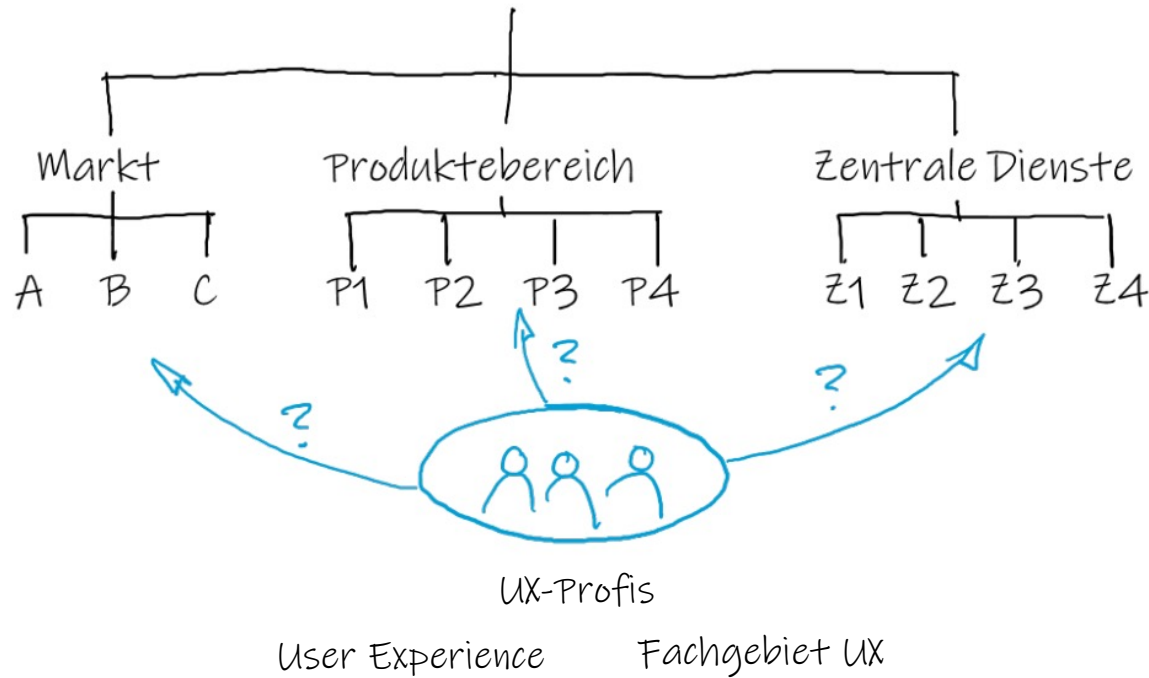 Markt Produktebereich Zentrale Dienste
A B C P1 P2 P3 P4 Z1 Z2 Z3 Z4
? ? ?
UX-Profis
User Experience Fachgebiet UX